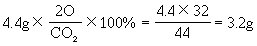 4.4g × 2O/CO₂ × 100% = 4.4 × 32/44 = 3.2g